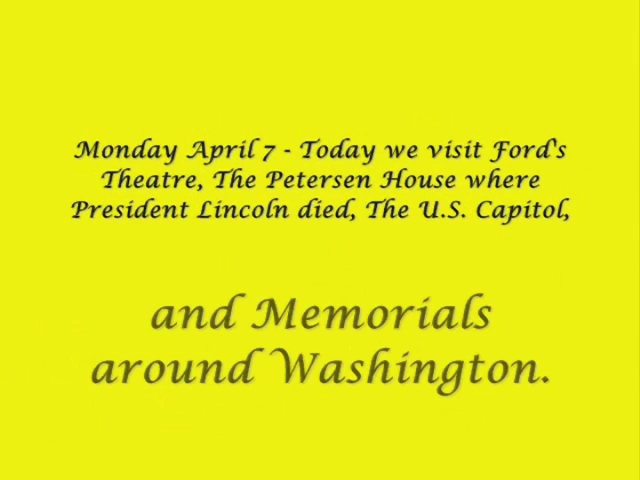 Monday April 7 - Today we visit Ford's
Theatre, The Petersen House where
President Lincoln died, The U.S. Capitol,
and Memorials
around Washington.